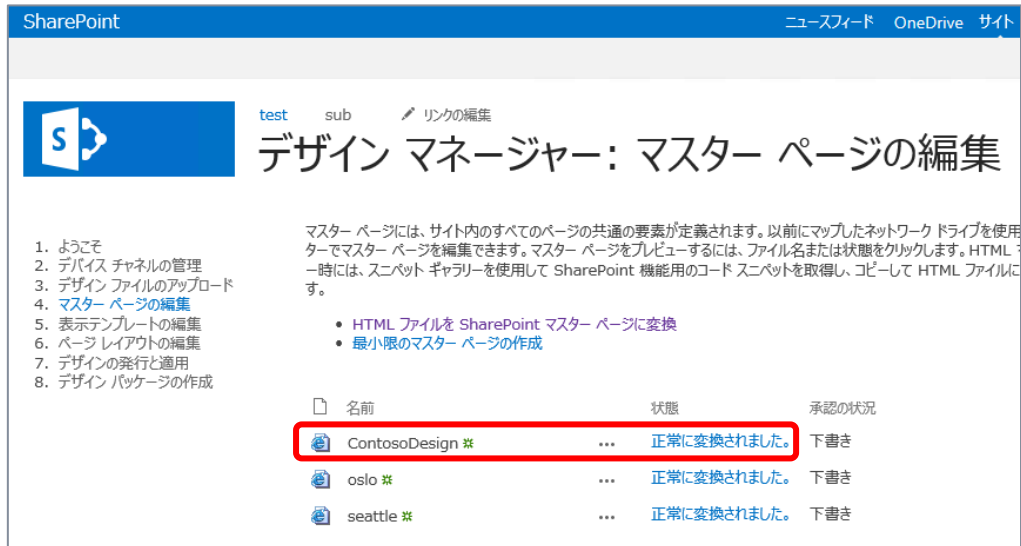 SharePoint
ニュースフィード OneDrive サイト
S
test sub リンクの編集
デザイン マネージャー: マスター ページの編集
マスター ページには、サイト内のすべてのページの共通の要素が定義されます。以前にマップしたネットワーク ドライブを使用
ターでマスター ページを編集できます。マスター ページをプレビューするには、ファイル名または状態をクリックします。HTML
ー時には、スニペット ギャラリーを使用して SharePoint 機能用のコード スニペットを取得し、コピーして HTML ファイルに
す。
1. ようこそ
2. デバイス チャネルの管理
3. デザイン ファイルのアップロード
4. マスター ページの編集
5. 表示テンプレートの編集
6. ページ レイアウトの編集
7. デザインの発行と適用
8. デザイン パッケージの作成
• HTML ファイルを SharePoint マスター ページに変換
• 最小限のマスター ページの作成
名前 状態 承認の状況
ContosoDesign ... 正常に変換されました。 下書き
oslo ... 正常に変換されました。 下書き
seattle ... 正常に変換されました。 下書き